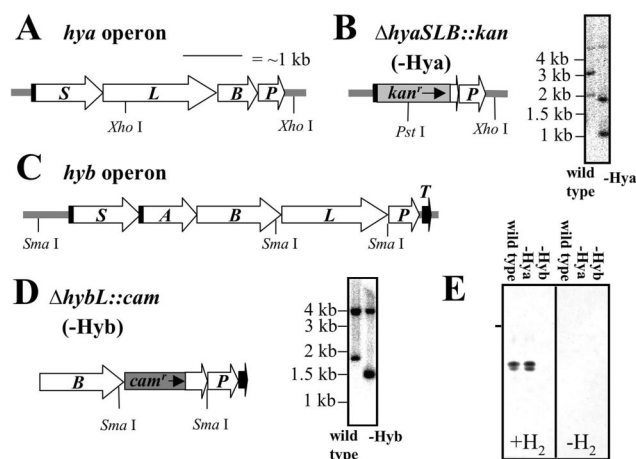 A hya operon
= ~1 kb
S L B P
Xho I Xho I
B ΔhyaSLB::kan
(-Hya)
kanʳ P
Pst I Xho I
4 kb
3 kb
2 kb
1.5 kb
1 kb
wild type -Hya
C hyb operon
T
S A B L P
Sma I Sma I Sma I
D ΔhybL::cam
(-Hyb)
B camʳ P
Sma I Sma I
4 kb
3 kb
2 kb
1.5 kb
1 kb
wild type -Hyb
E
wild type -Hya -Hyb wild type -Hya -Hyb
+H₂ -H₂